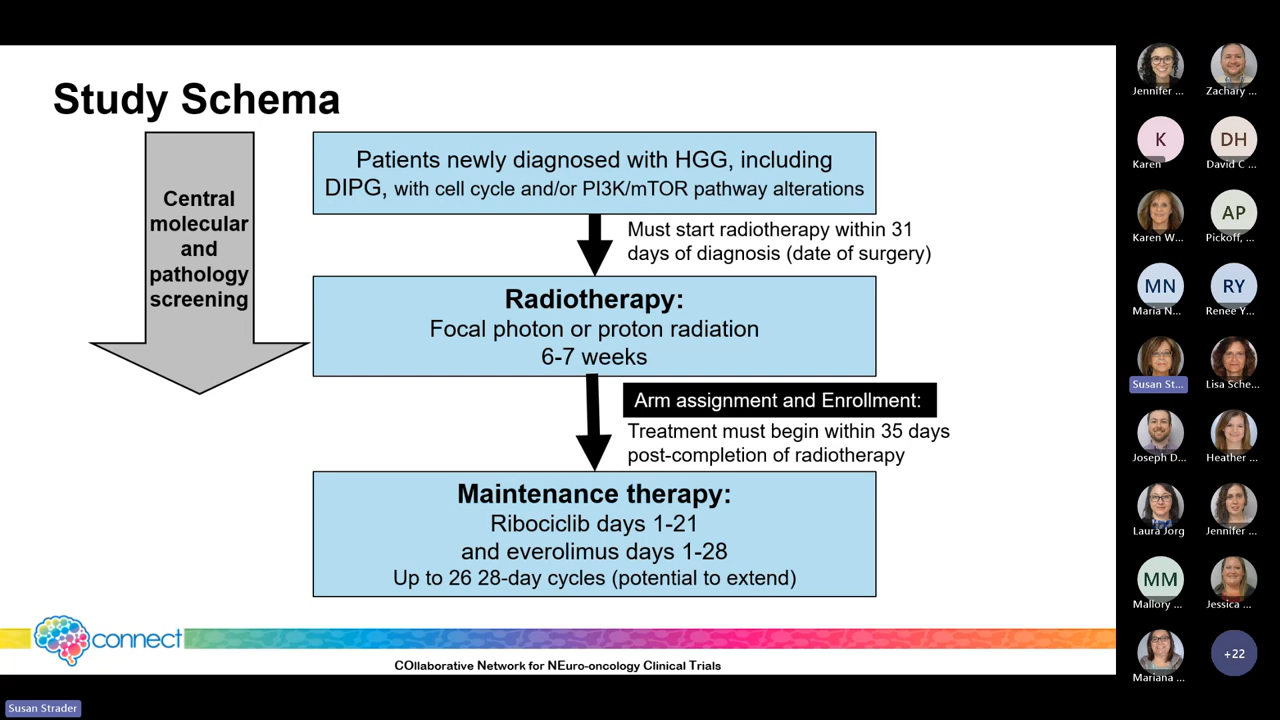 Study Schema
Central
molecular
and
pathology
screening
Patients newly diagnosed with HGG, including
DIPG, with cell cycle and/or PI3K/mTOR pathway alterations
Must start radiotherapy within 31
days of diagnosis (date of surgery)
Radiotherapy:
Focal photon or proton radiation
6-7 weeks
Arm assignment and Enrollment:
Treatment must begin within 35 days
post-completion of radiotherapy
Maintenance therapy:
Ribociclib days 1-21
and everolimus days 1-28
Up to 26 28-day cycles (potential to extend)
connect
COllaborative Network for NEuro-oncology Clinical Trials
Jennifer ...
Zachary ...
K
Karen
DH
David C ...
Karen W...
AP
Pickoff, ...
MN
Maria N...
RY
Renee Y...
Susan St...
Lisa Sche...
Joseph D...
Heather ...
Laura Jorg
Jennifer ...
MM
Mallory ...
Jessica ...
Mariana ...
+22
Susan Strader